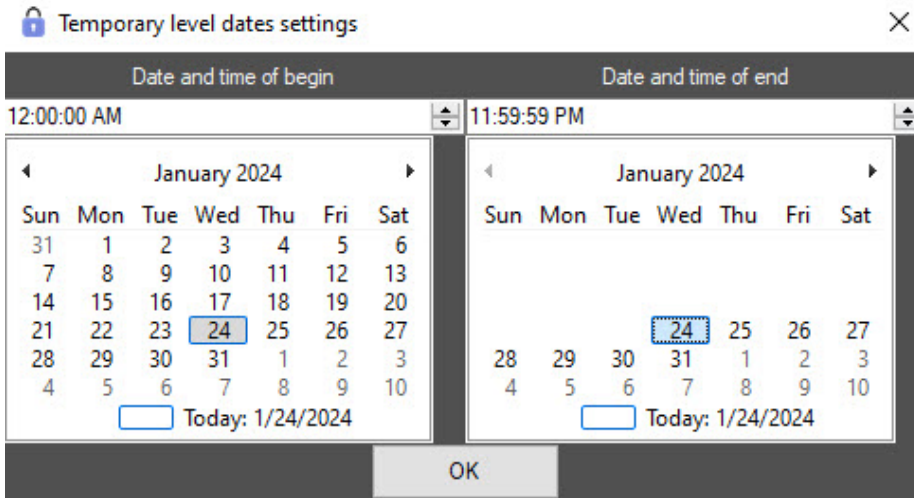 Temporary level dates settings
Date and time of begin
12:00:00 AM
January 2024
Sun Mon Tue Wed Thu Fri Sat
31 1 2 3 4 5 6
7 8 9 10 11 12 13
14 15 16 17 18 19 20
21 22 23 24 25 26 27
28 29 30 31 1 2 3
4 5 6 7 8 9 10
Today: 1/24/2024
Date and time of end
11:59:59 PM
January 2024
Sun Mon Tue Wed Thu Fri Sat
24 25 26 27
28 29 30 31 1 2 3
4 5 6 7 8 9 10
Today: 1/24/2024
OK